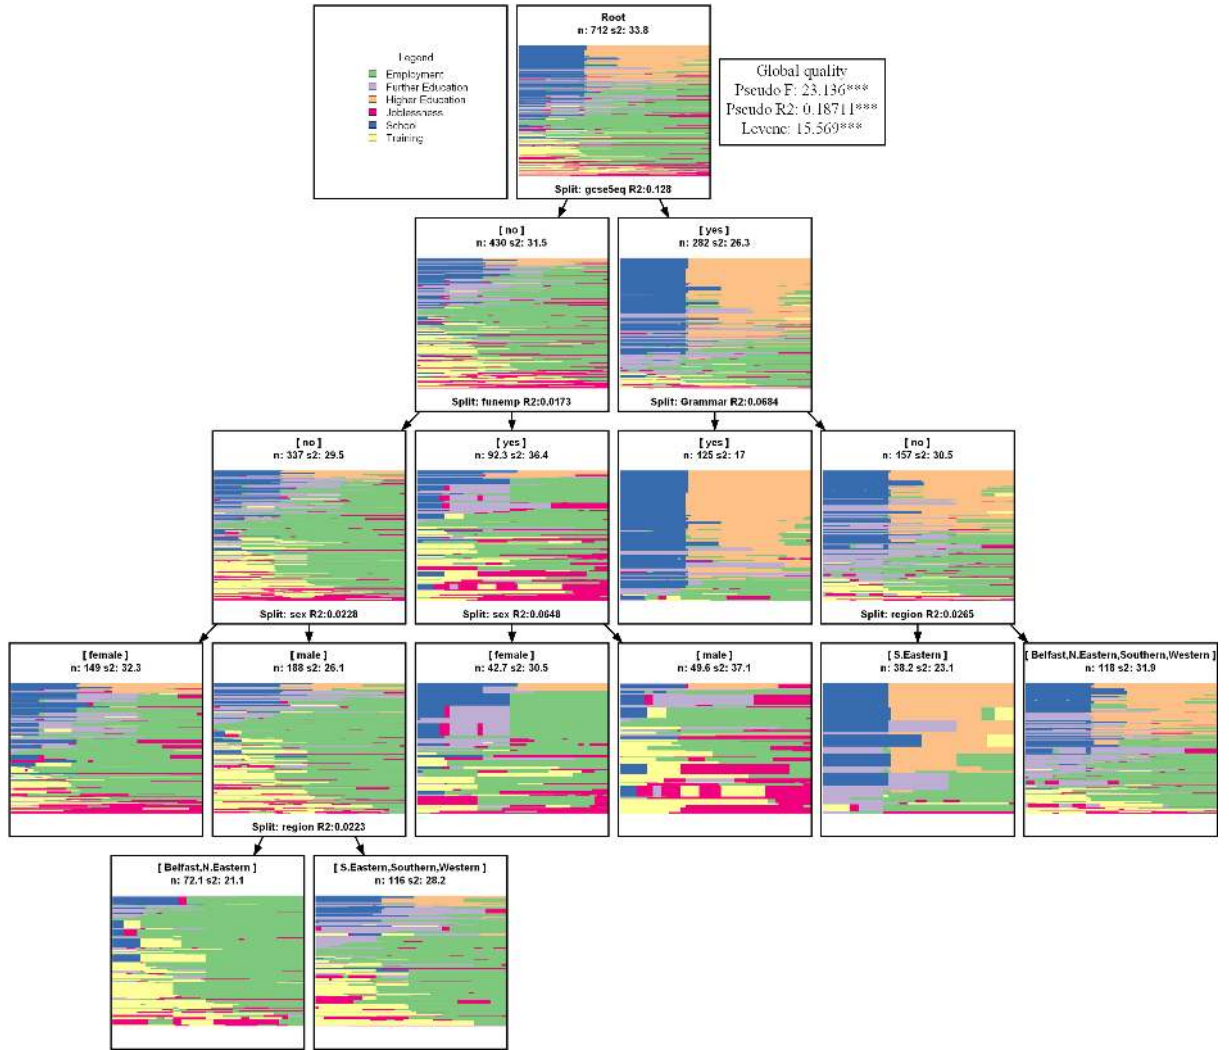 Legend
Employment
Further Education
Higher Education
Joblessness
School
Training
Root
n: 712 s2: 33.8
Split: gcse5eq R2:0.128
Global quality
Pseudo F: 23.136***
Pseudo R2: 0.18711***
Levene: 15.569***
[ no ]
n: 430 s2: 31.5
Split: funemp R2:0.0173
[ yes ]
n: 282 s2: 26.3
Split: Grammar R2:0.0684
[ no ]
n: 337 s2: 29.5
Split: sex R2:0.0228
[ yes ]
n: 92.3 s2: 36.4
Split: sex R2:0.0648
[ yes ]
n: 125 s2: 17
[ no ]
n: 157 s2: 30.5
Split: region R2:0.0265
[ female ]
n: 149 s2: 32.3
[ male ]
n: 188 s2: 26.1
Split: region R2:0.0223
[ female ]
n: 42.7 s2: 30.5
[ male ]
n: 49.6 s2: 37.1
[ S.Eastern ]
n: 38.2 s2: 23.1
[ Belfast,N.Eastern,Southern,Western ]
n: 118 s2: 31.9
[ Belfast,N.Eastern ]
n: 72.1 s2: 21.1
[ S.Eastern,Southern,Western ]
n: 116 s2: 28.2